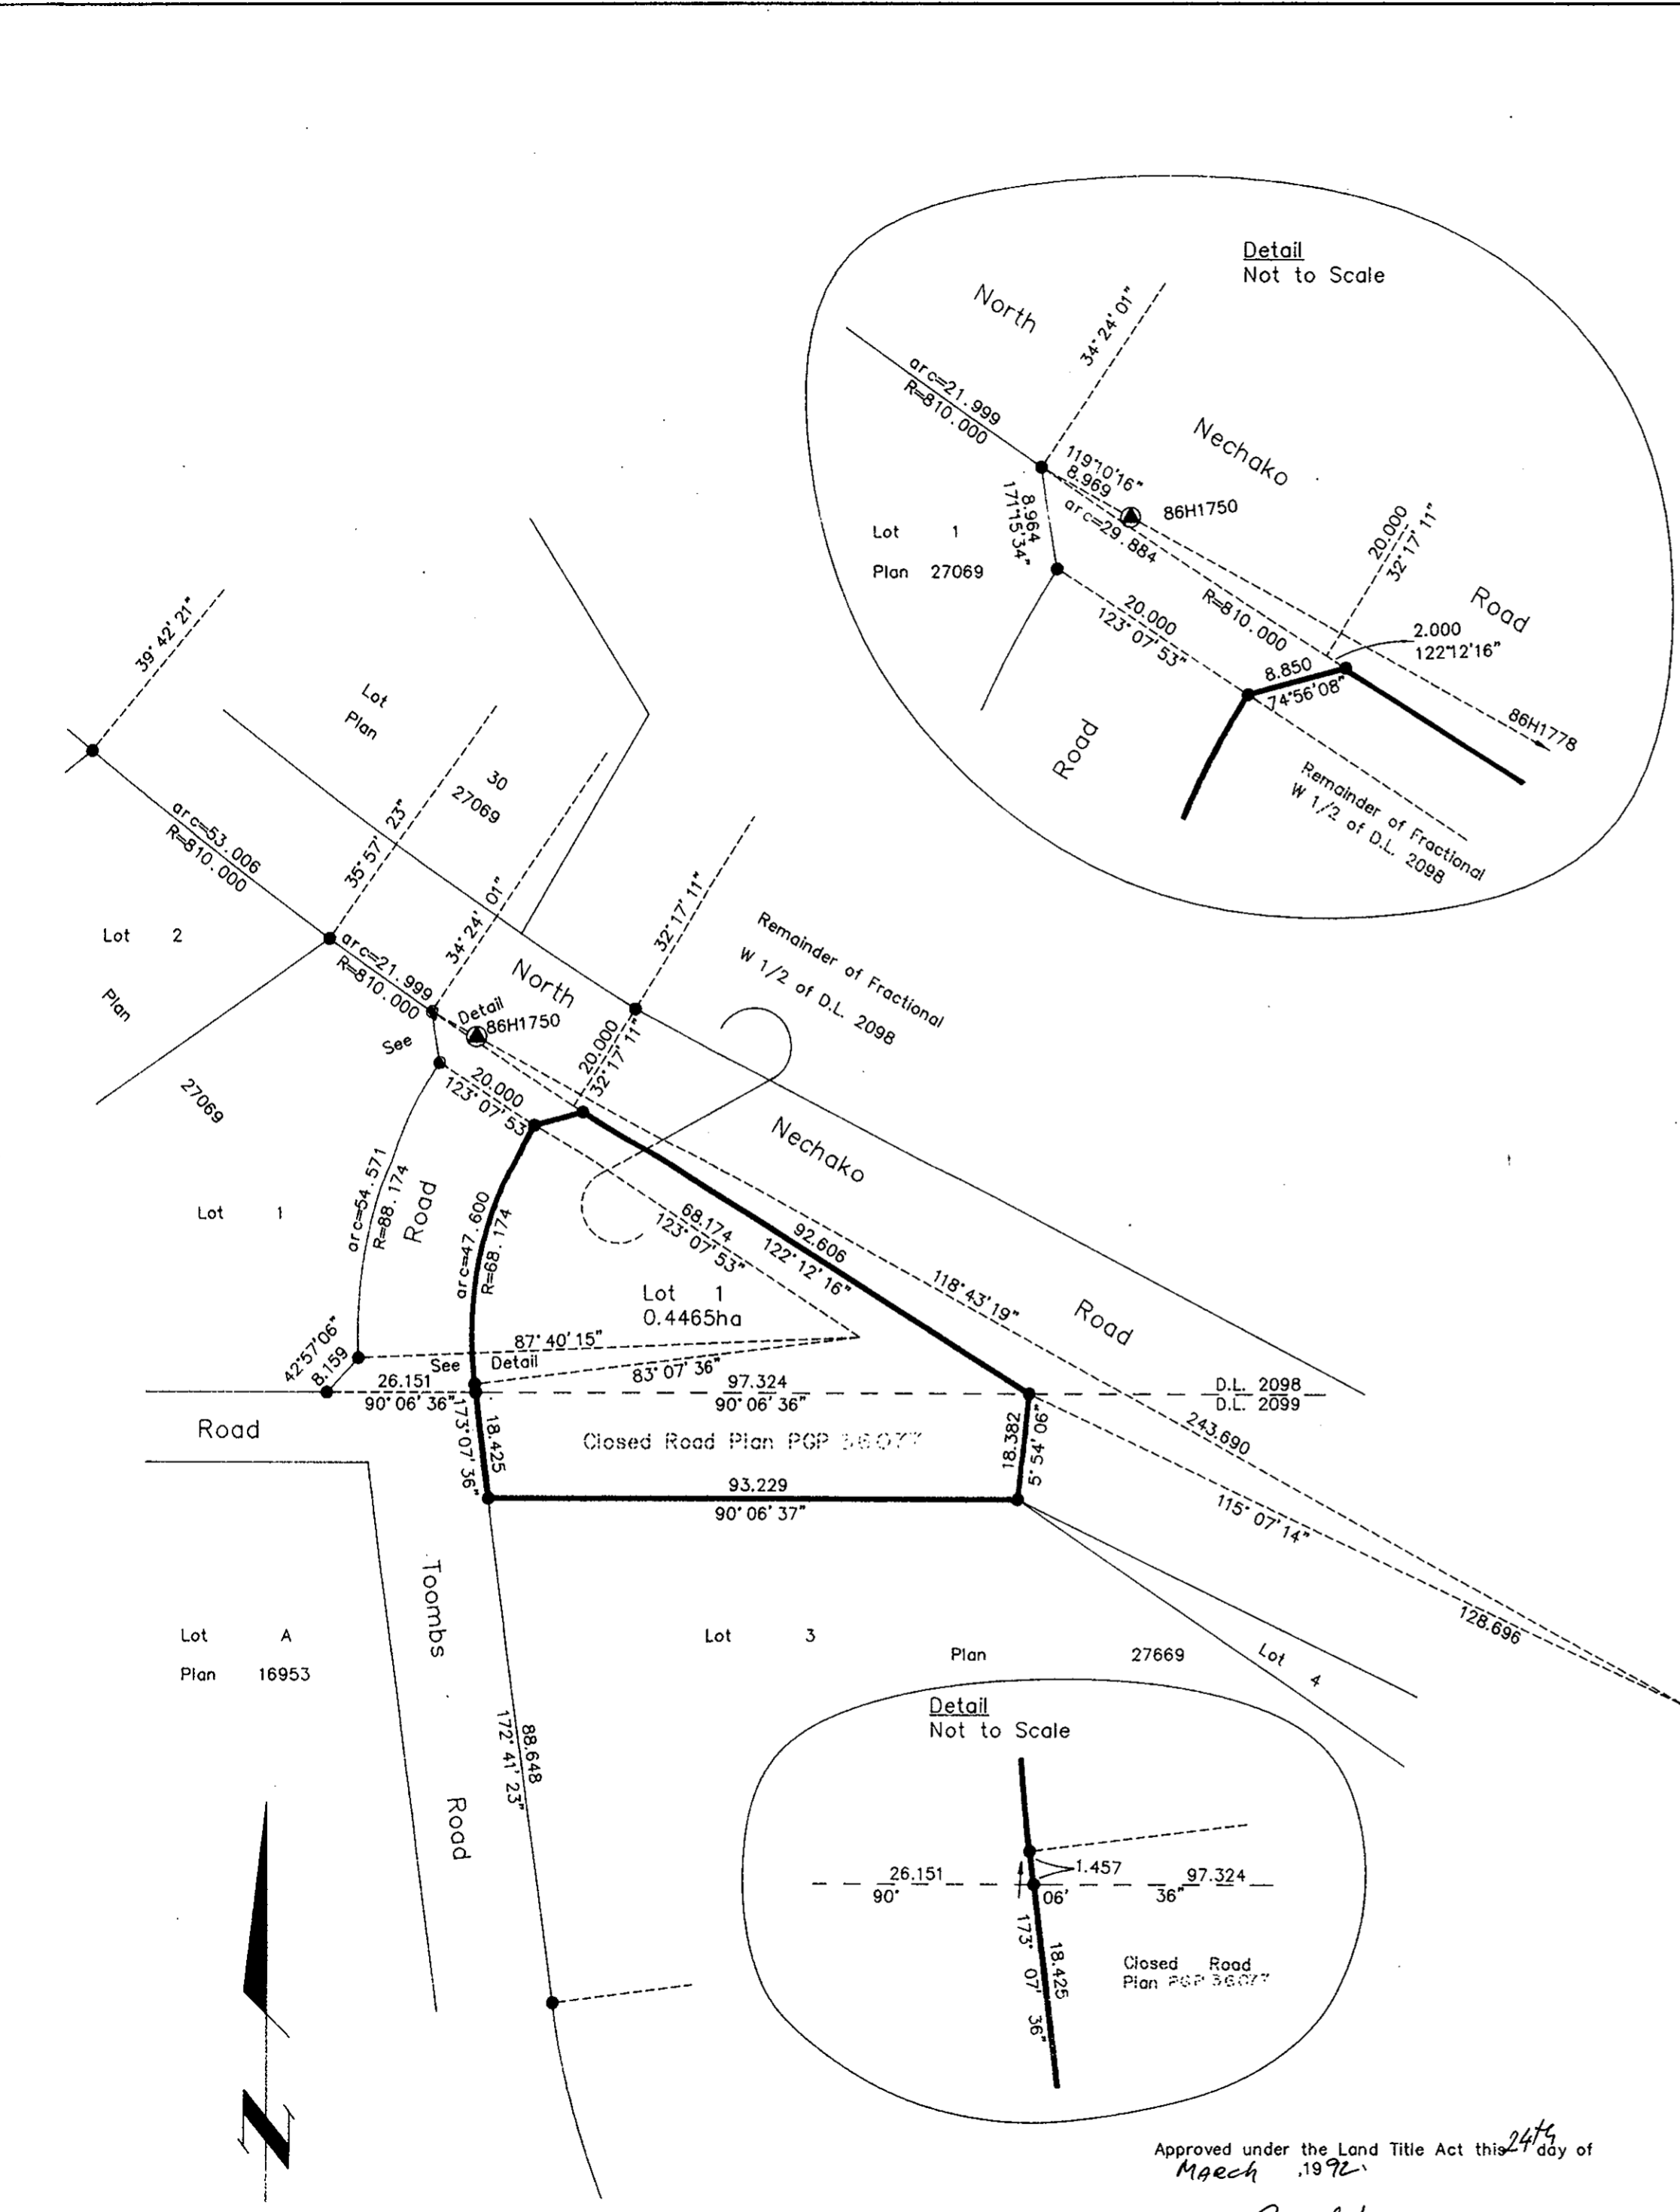 Detail
Not to Scale
North
34° 24' 01"
arc=21.999
R=810.000
Nechako
119°10'16"
8.969
86H1750
arc=29.884
8.964
171°15'34"
Lot 1
Plan 27069
20.000
32° 17' 11"
R=810.000
Road
20.000
123° 07' 53"
2.000
122°12'16"
8.850
74°56'08"
86H1778
Road
Remainder of Fractional
W 1/2 of D.L. 2098
39° 42' 21"
Lot
Plan
30
27069
arc=53.006
R=810.000
35° 57' 23"
34° 24' 01"
32° 17' 11"
Lot 2
Plan
27069
arc=21.999
R=810.000
North
Remainder of Fractional
W 1/2 of D.L. 2098
See Detail
86H1750
20.000
32° 17' 11"
20.000
123° 07' 53"
Nechako
arc=54.571
R=88.174
Road
Lot 1
arc=47.600
R=68.174
68.174
123° 07' 53"
92.606
122° 12' 16"
118° 43' 19"
Road
Lot 1
0.4465ha
42° 57' 06"
8.159
87° 40' 15"
See Detail
83° 07' 36"
26.151
90° 06' 36"
97.324
90° 06' 36"
D.L. 2098
D.L. 2099
Road
173° 07' 36"
18.425
Closed Road Plan PGP 36077
18.382
5° 54' 06"
243.690
93.229
90° 06' 37"
115° 07' 14"
128.696
Toombs
Road
Lot A
Plan 16953
Lot 3
Plan 27669
Lot 4
88.648
172° 41' 23"
Detail
Not to Scale
26.151
90°
1.457
06'
97.324
36"
173° 07' 36"
18.425
Closed Road
Plan PGP 36077
N
Approved under the Land Title Act this 24th day of
March ,1992.